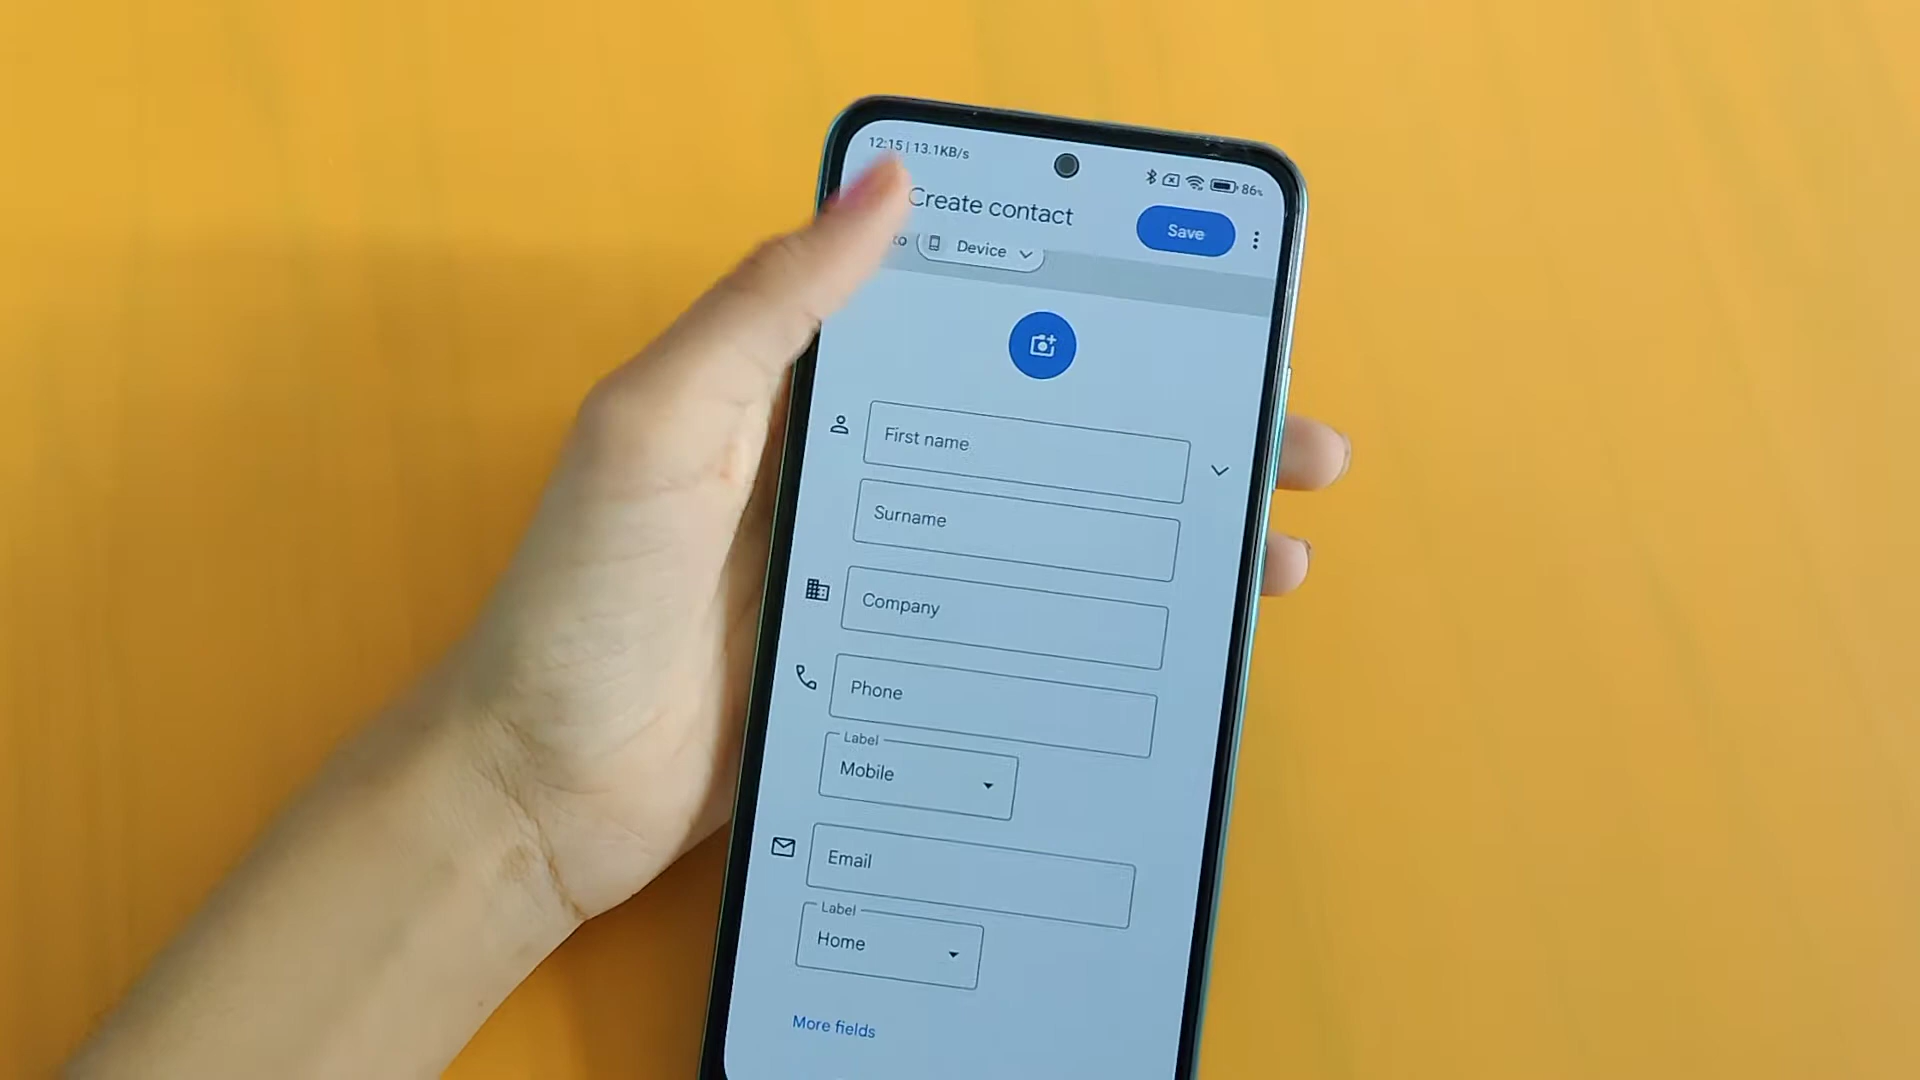 12:15 | 13.1KB/s
86%
Create contact
Save
to
Device
First name
Surname
Company
Phone
Label
Mobile
Email
Label
Home
More fields